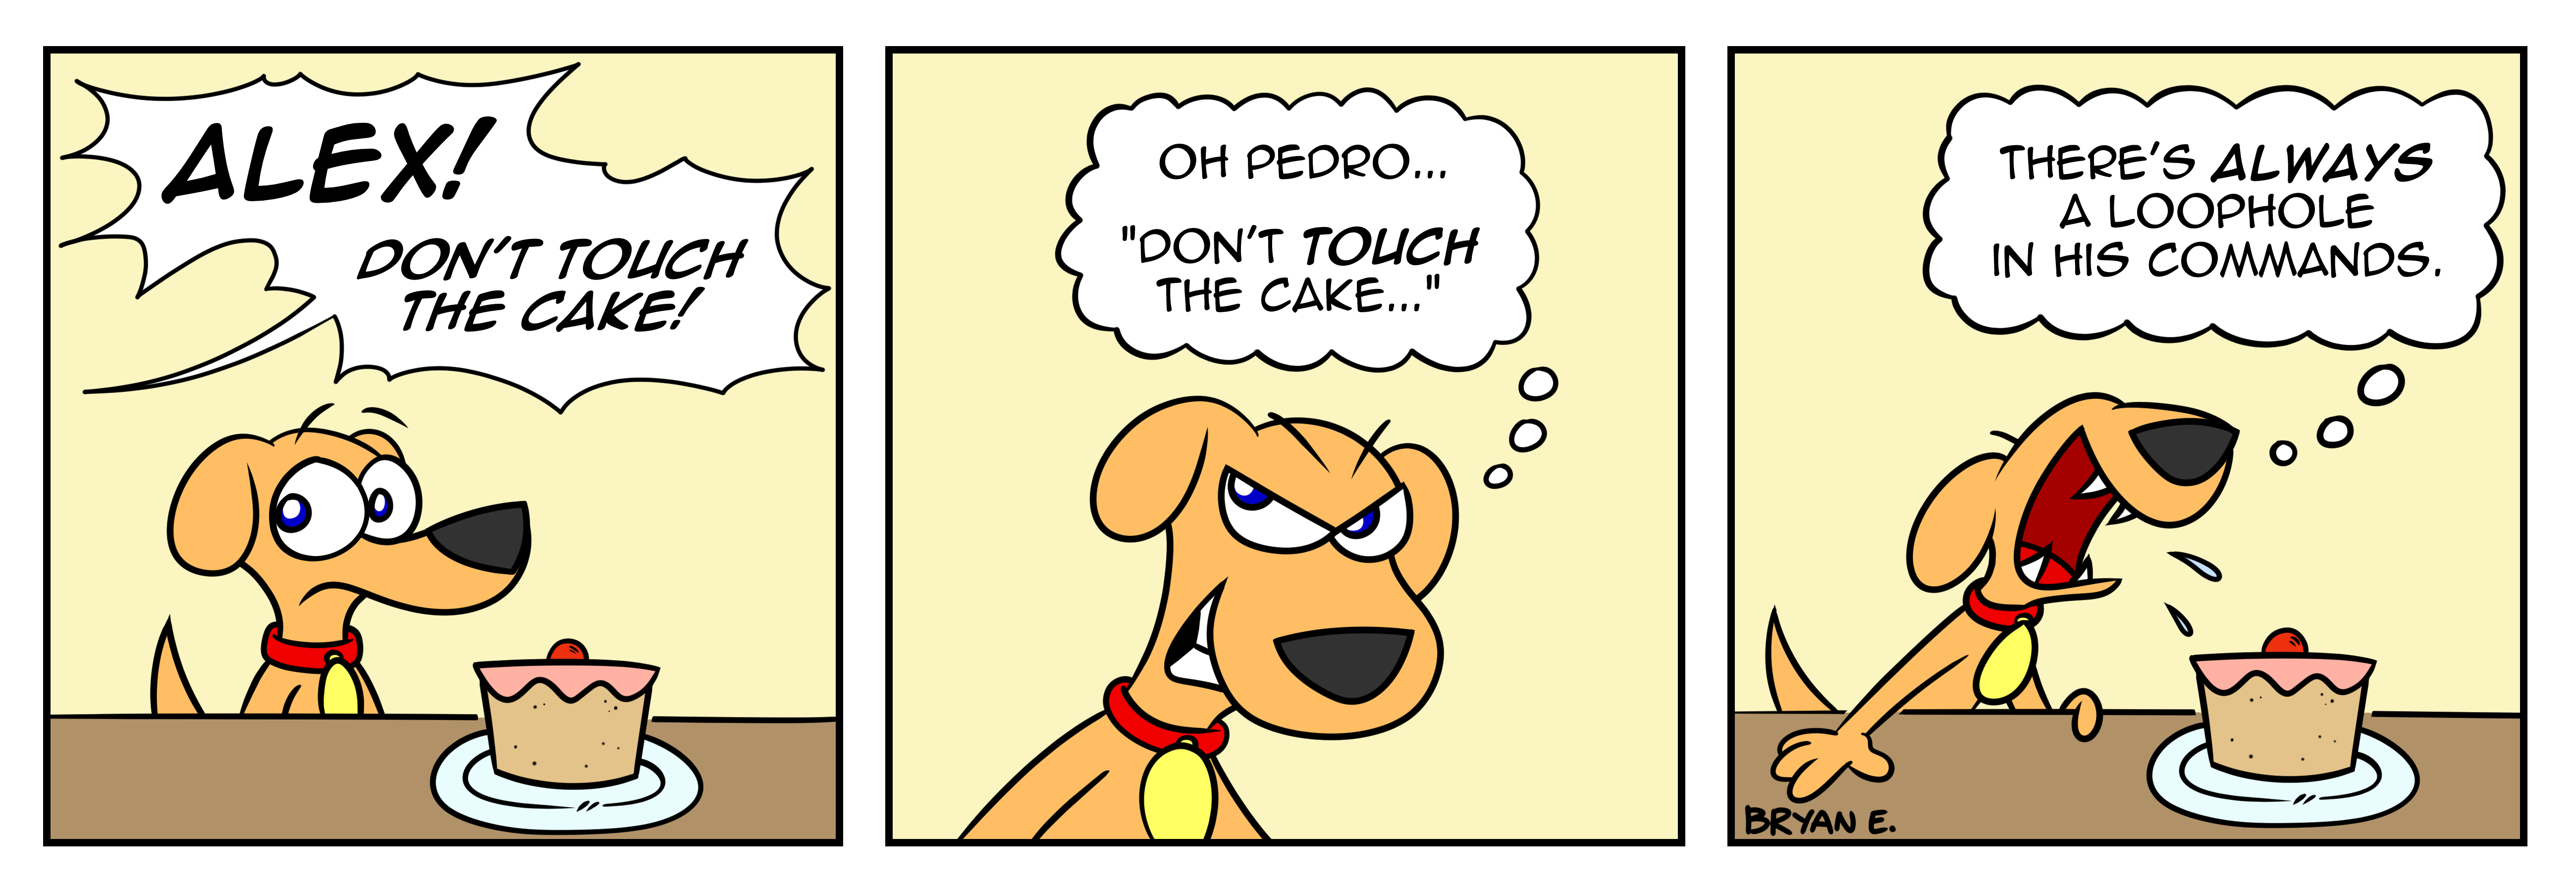 ALEX!
DON'T TOUCH
THE CAKE!
OH PEDRO...
"DON'T TOUCH
THE CAKE..."
THERE'S ALWAYS
A LOOPHOLE
IN HIS COMMANDS.
BRYAN E.